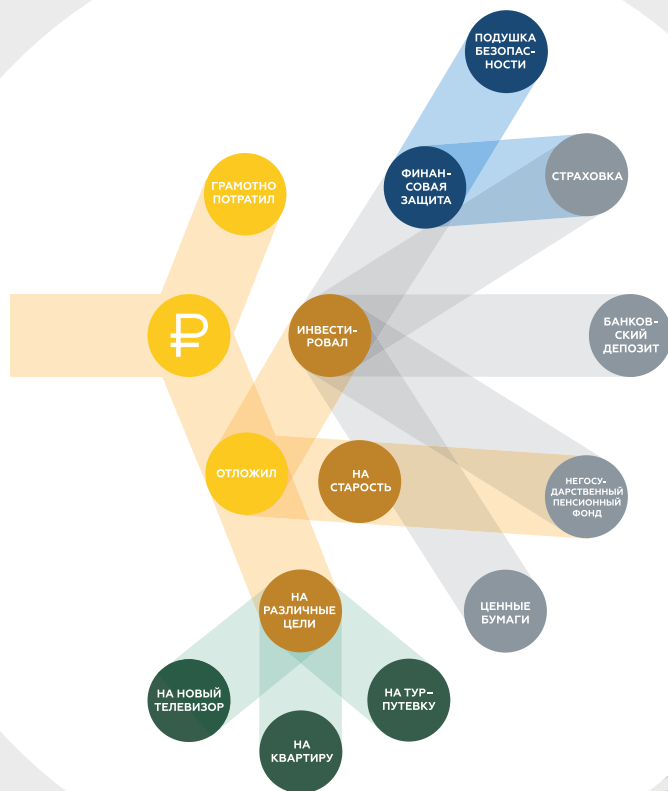 ПОДУШКА
БЕЗОПАС-
НОСТИ
ФИНАН-
СОВАЯ
ЗАЩИТА
СТРАХОВКА
ГРАМОТНО
ПОТРАТИЛ
₽
ИНВЕСТИ-
РОВАЛ
БАНКОВ-
СКИЙ
ДЕПОЗИТ
ОТЛОЖИЛ
НА
СТАРОСТЬ
НЕГОСУ-
ДАРСТВЕННЫЙ
ПЕНСИОННЫЙ
ФОНД
НА
РАЗЛИЧНЫЕ
ЦЕЛИ
ЦЕННЫЕ
БУМАГИ
НА НОВЫЙ
ТЕЛЕВИЗОР
НА ТУР-
ПУТЕВКУ
НА
КВАРТИРУ